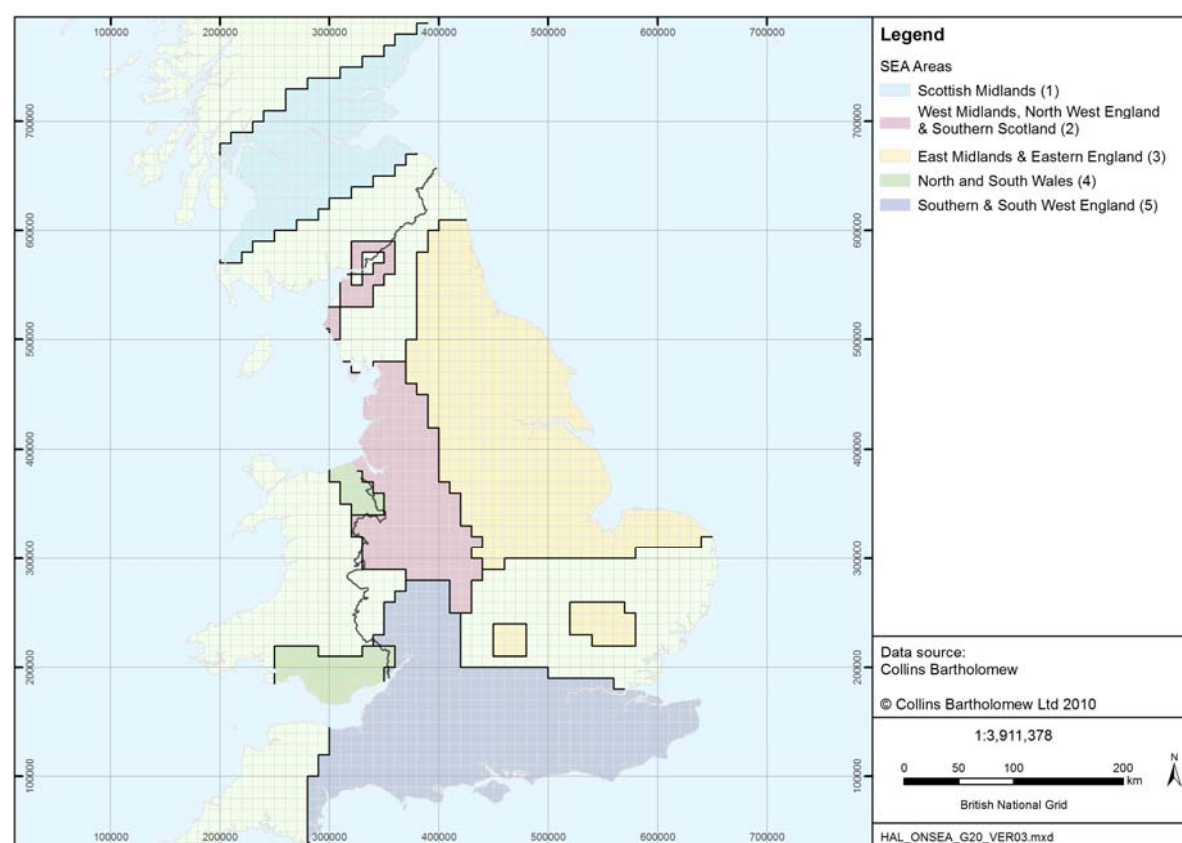 100000 200000 300000 400000 500000 600000 700000
700000
700000
600000
600000
500000
500000
400000
400000
300000
300000
200000
200000
100000
100000
100000 200000 300000 400000 500000 600000 700000
Legend
SEA Areas
Scottish Midlands (1)
West Midlands, North West England
& Southern Scotland (2)
East Midlands & Eastern England (3)
North and South Wales (4)
Southern & South West England (5)
Data source:
Collins Bartholomew
© Collins Bartholomew Ltd 2010
1:3,911,378
0 50 100 200
km
N
British National Grid
HAL_ONSEA_G20_VER03.mxd